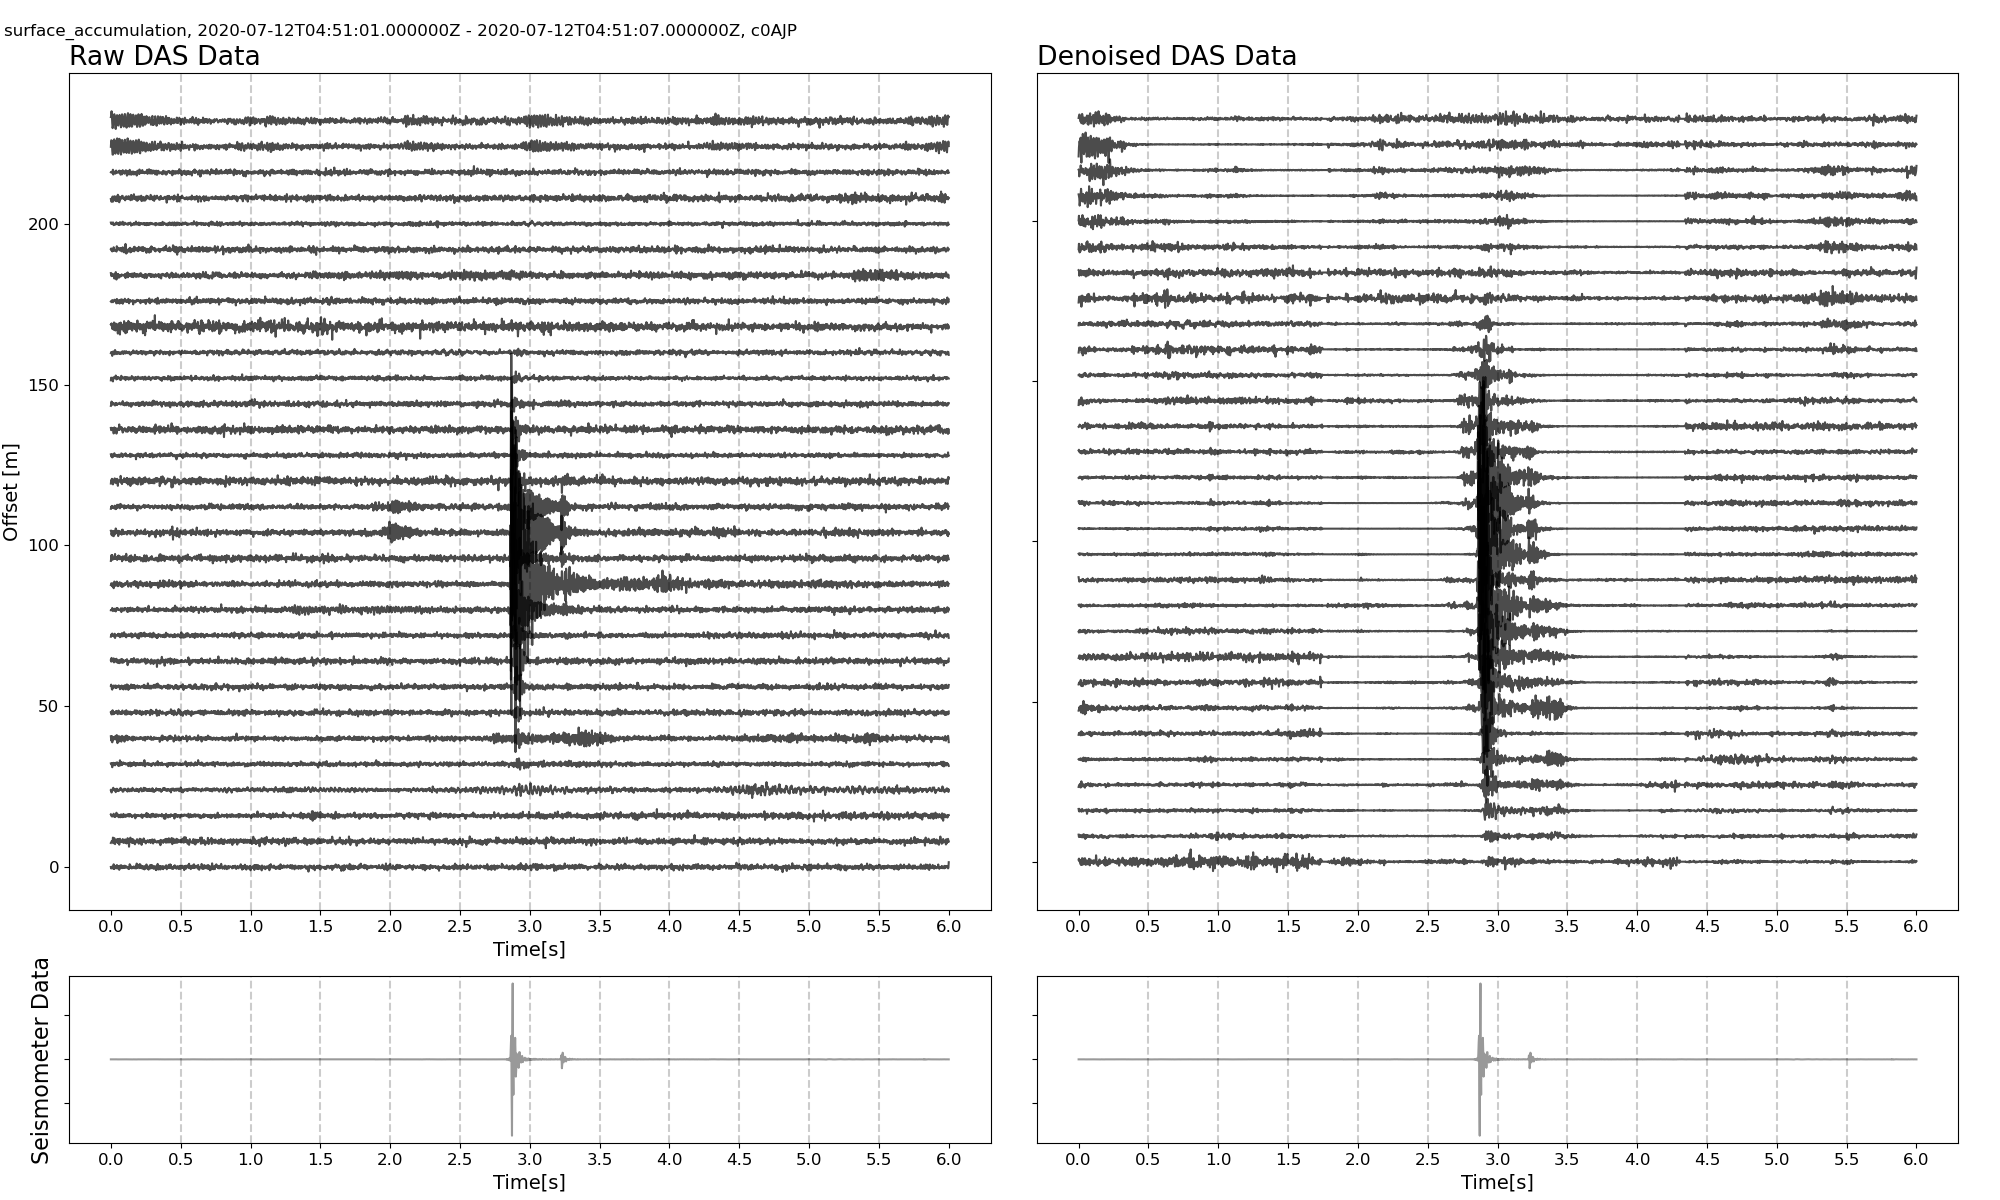 surface_accumulation, 2020-07-12T04:51:01.000000Z - 2020-07-12T04:51:07.000000Z, c0AJP
Raw DAS Data
Denoised DAS Data
Offset [m]
200
150
100
50
0
0.0 0.5 1.0 1.5 2.0 2.5 3.0 3.5 4.0 4.5 5.0 5.5 6.0
Time[s]
0.0 0.5 1.0 1.5 2.0 2.5 3.0 3.5 4.0 4.5 5.0 5.5 6.0
Seismometer Data
0.0 0.5 1.0 1.5 2.0 2.5 3.0 3.5 4.0 4.5 5.0 5.5 6.0
Time[s]
0.0 0.5 1.0 1.5 2.0 2.5 3.0 3.5 4.0 4.5 5.0 5.5 6.0
Time[s]